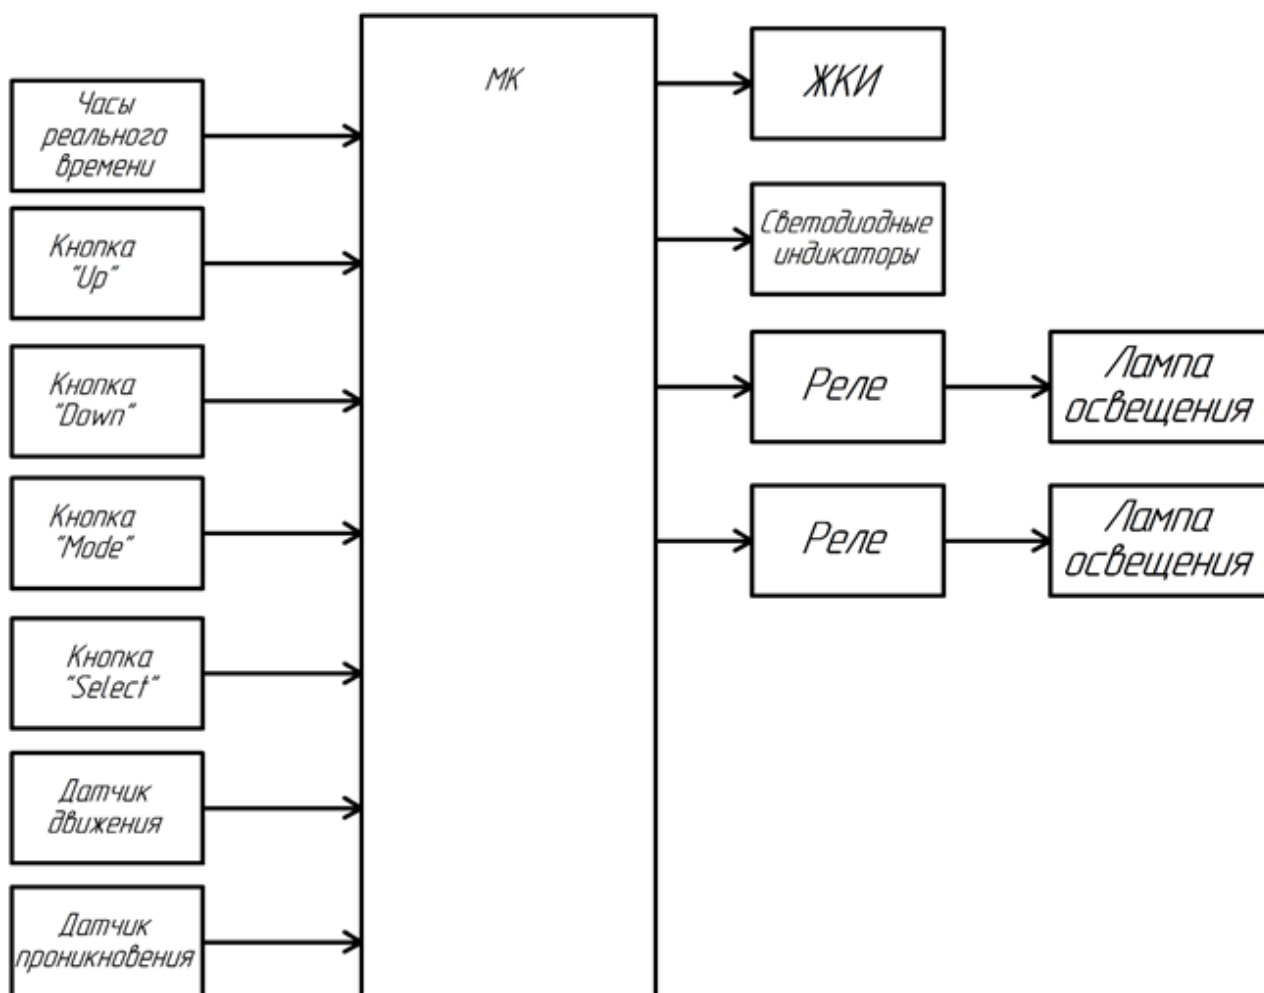 Часы
реального
времени
Кнопка
"Up"
Кнопка
"Down"
Кнопка
"Mode"
Кнопка
"Select"
Датчик
движения
Датчик
проникновения
МК
ЖКИ
Светодиодные
индикаторы
Реле
Лампа
освещения
Реле
Лампа
освещения